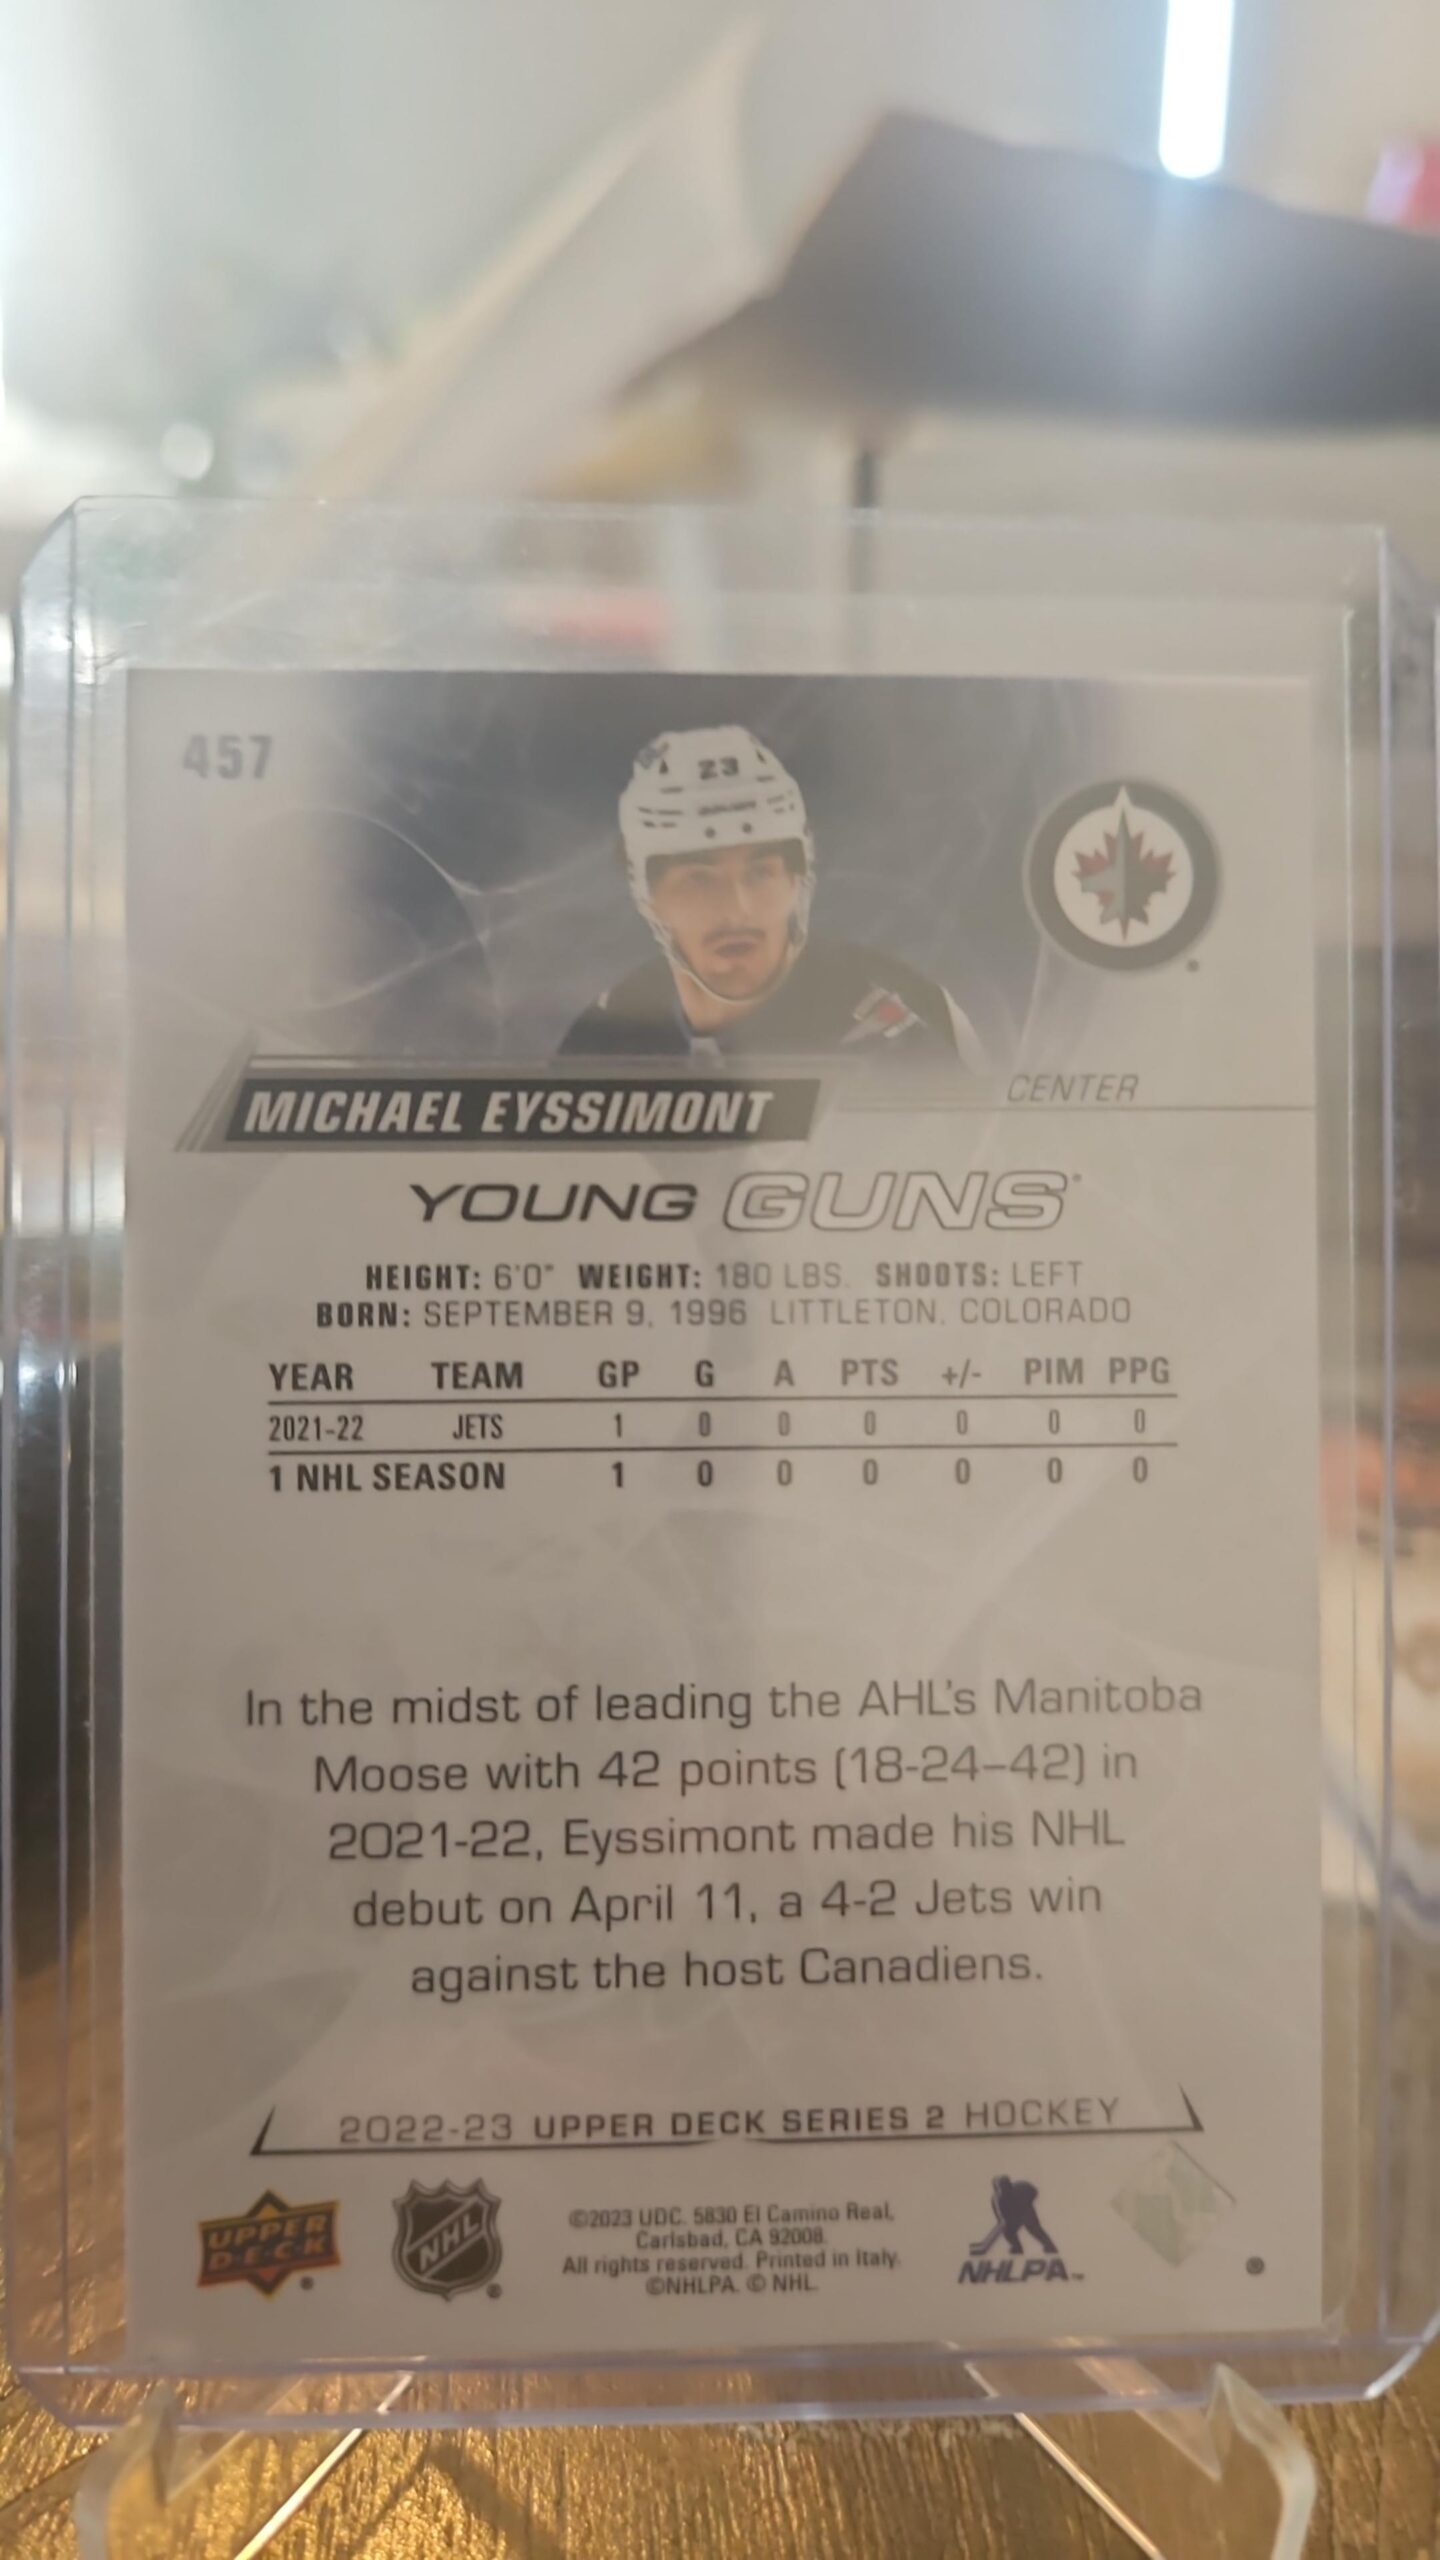 457
23
MICHAEL EYSSIMONT
CENTER
YOUNG GUNS
HEIGHT: 6'0" WEIGHT: 180 LBS. SHOOTS: LEFT
BORN: SEPTEMBER 9, 1996 LITTLETON, COLORADO
YEAR TEAM GP G A PTS +/- PIM PPG
2021-22 JETS 1 0 0 0 0 0 0
1 NHL SEASON 1 0 0 0 0 0 0
In the midst of leading the AHL's Manitoba
Moose with 42 points (18-24–42) in
2021-22, Eyssimont made his NHL
debut on April 11, a 4-2 Jets win
against the host Canadiens.
2022-23 UPPER DECK SERIES 2 HOCKEY
UPPER
DECK
NHL
©2023 UDC. 5830 El Camino Real,
Carlsbad, CA 92008.
All rights reserved. Printed in Italy.
©NHLPA. © NHL.
NHLPA™